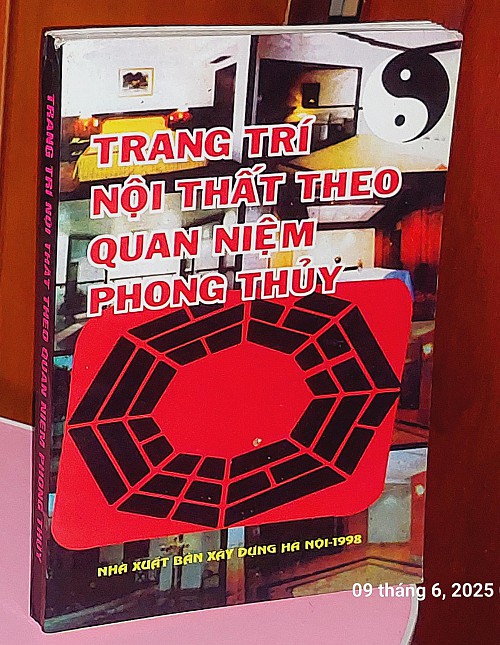 TRANG TRÍ
NỘI THẤT THEO
QUAN NIỆM
PHONG THỦY
NHÀ XUẤT BẢN XÂY DỰNG HÀ NỘI-1998
TRANG TRÍ NỘI THẤT THEO QUAN NIỆM PHONG THỦY
09 tháng 6, 2025